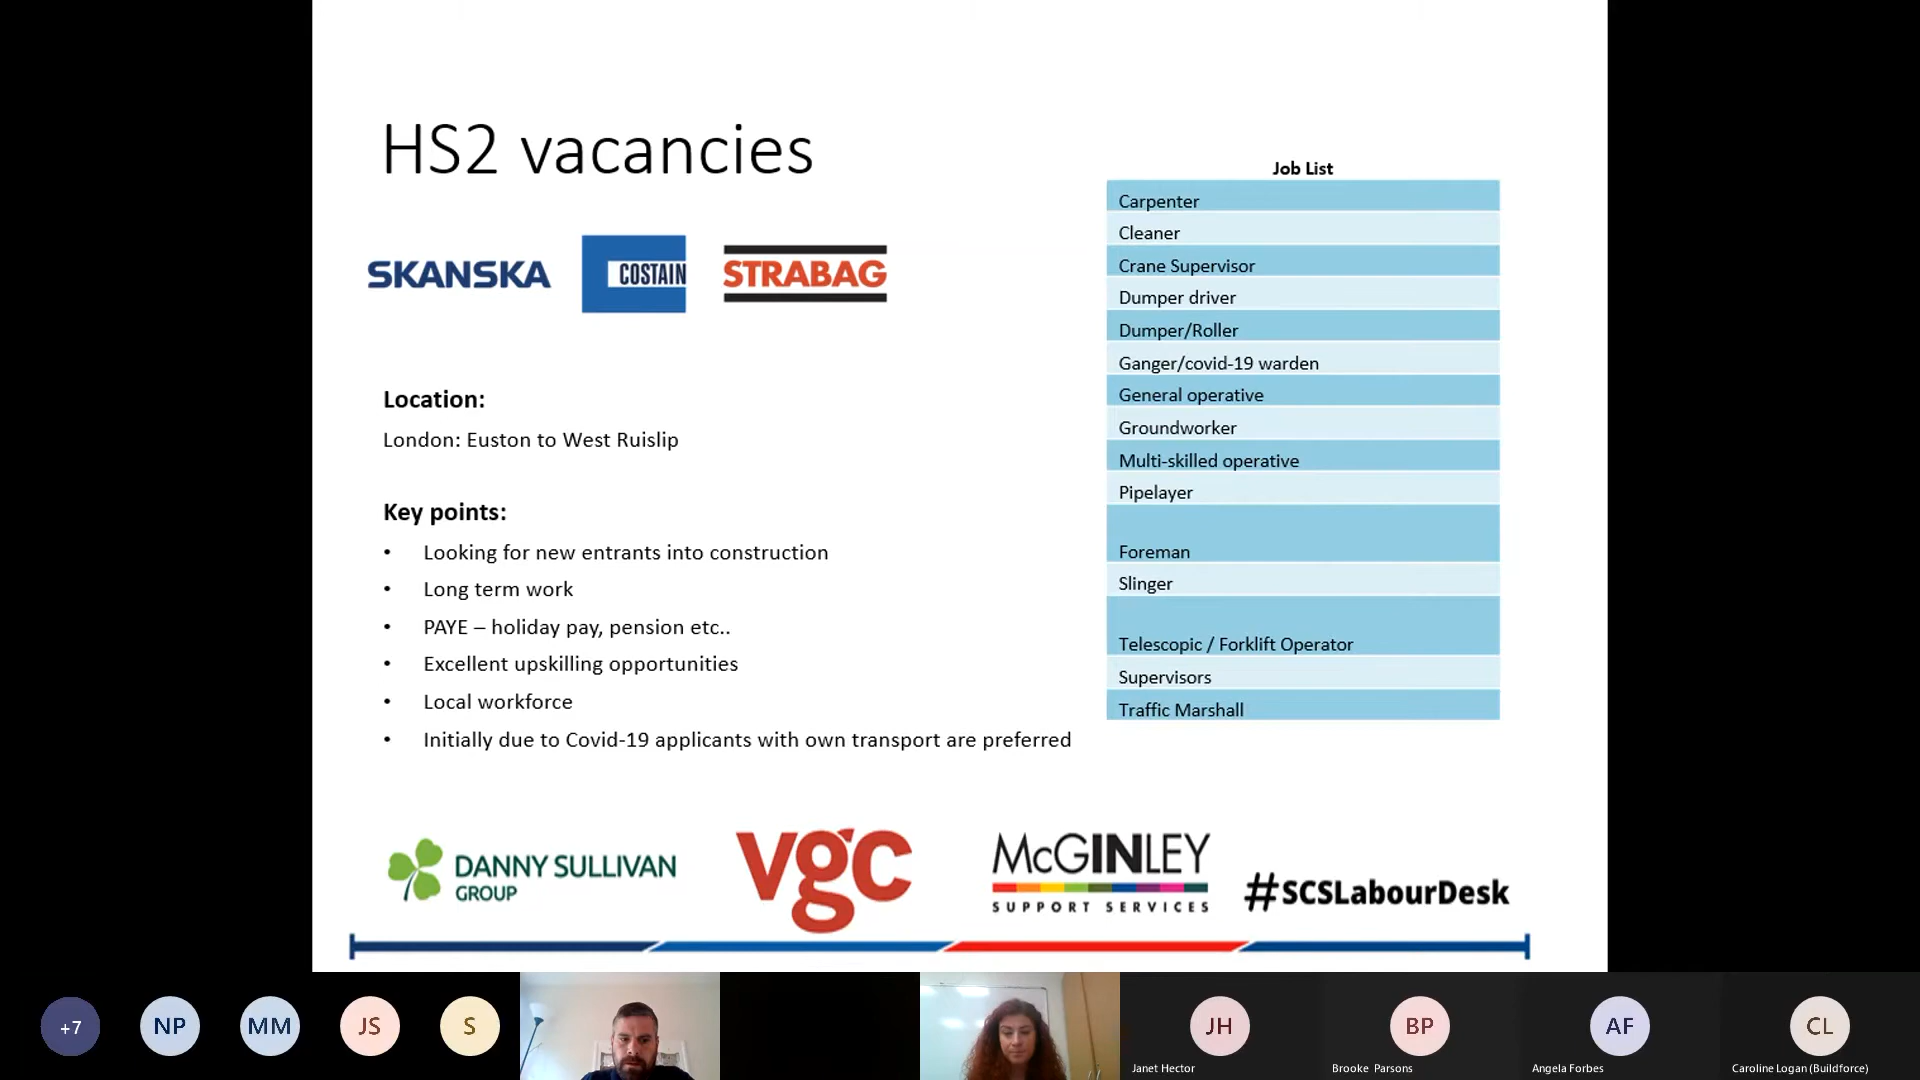 HS2 vacancies
SKANSKA
COSTAIN
STRABAG
Location:
London: Euston to West Ruislip
Key points:
• Looking for new entrants into construction
• Long term work
• PAYE – holiday pay, pension etc..
• Excellent upskilling opportunities
• Local workforce
• Initially due to Covid-19 applicants with own transport are preferred
Job List
Carpenter
Cleaner
Crane Supervisor
Dumper driver
Dumper/Roller
Ganger/covid-19 warden
General operative
Groundworker
Multi-skilled operative
Pipelayer
Foreman
Slinger
Telescopic / Forklift Operator
Supervisors
Traffic Marshall
DANNY SULLIVAN
GROUP
vgc
McGINLEY
SUPPORT SERVICES
#SCSLabourDesk
+7
NP
MM
JS
S
JH
Janet Hector
BP
Brooke Parsons
AF
Angela Forbes
CL
Caroline Logan (Buildforce)